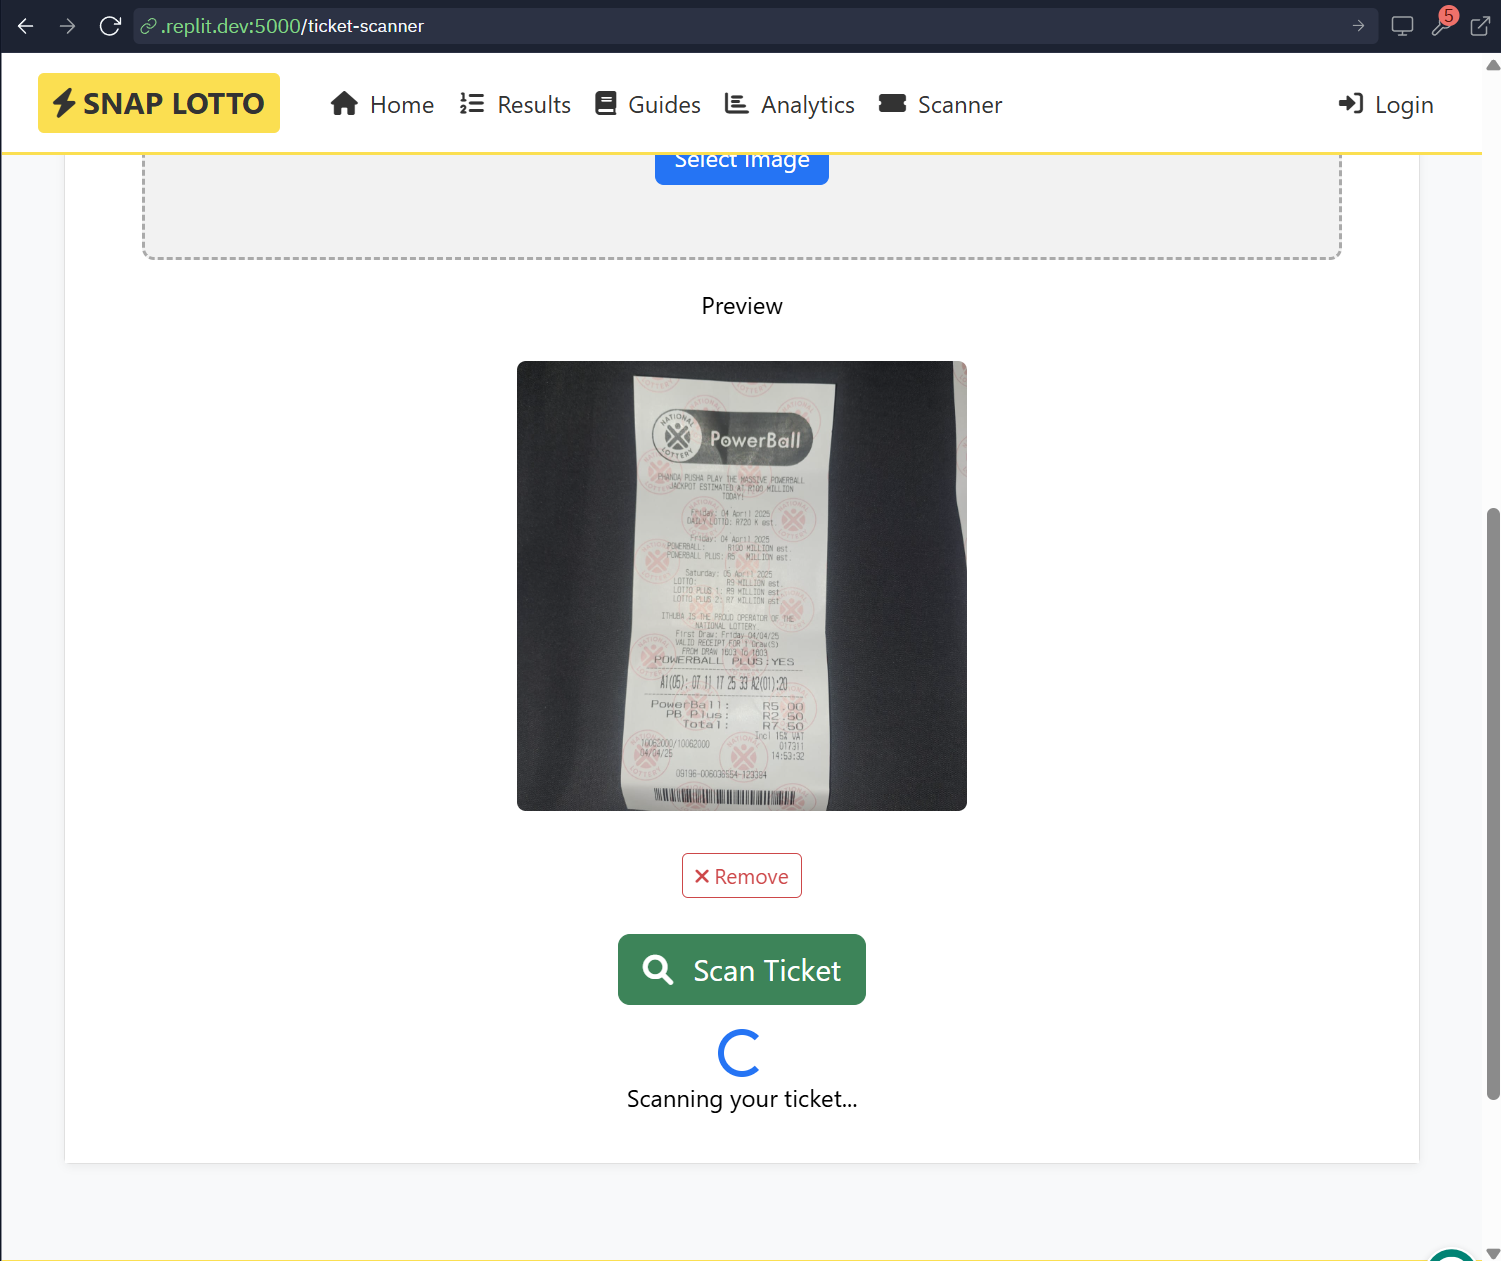 .replit.dev:5000/ticket-scanner
5
SNAP LOTTO
Home
Results
Guides
Analytics
Scanner
Login
Select Image
Preview
NATIONAL LOTTERY
PowerBall
PHANDA PUSHA PLAY THE MASSIVE POWERBALL
JACKPOT ESTIMATED AT R100 MILLION
TODAY!
Friday: 04 April 2025
DAILY LOTTO: R720 K est.
Friday: 04 April 2025
POWERBALL: R100 MILLION est.
POWERBALL PLUS: R5 MILLION est.
Saturday: 05 April 2025
LOTTO: R9 MILLION est.
LOTTO PLUS 1: R9 MILLION est.
LOTTO PLUS 2: R7 MILLION est.
ITHUBA IS THE PROUD OPERATOR OF THE
NATIONAL LOTTERY
First Draw: Friday 04/04/25
VALID RECEIPT FOR 1 Draw(S)
FROM DRAW 1603 TO 1603
POWERBALL PLUS:YES
A1(05): 07 11 17 25 33 A2(01):20
PowerBall: R5.00
PB Plus: R2.50
Total: R7.50
Incl 15% VAT
10062000/10062000 017311
04/04/25 14:53:32
Remove
Scan Ticket
Scanning your ticket...